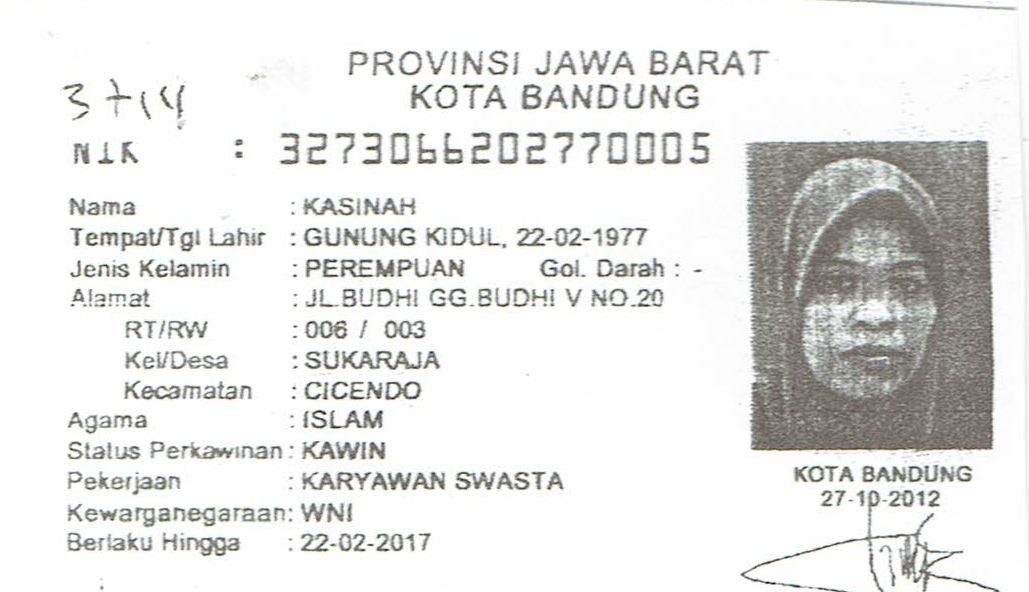 PROVINSI JAWA BARAT
KOTA BANDUNG
3714
NIK : 3273066202770005
Nama : KASINAH
Tempat/Tgl Lahir : GUNUNG KIDUL, 22-02-1977
Jenis Kelamin : PEREMPUAN Gol. Darah : -
Alamat : JL.BUDHI GG.BUDHI V NO.20
RT/RW : 006 / 003
Kel/Desa : SUKARAJA
Kecamatan : CICENDO
Agama : ISLAM
Status Perkawinan: KAWIN
Pekerjaan : KARYAWAN SWASTA
Kewarganegaraan: WNI
Berlaku Hingga : 22-02-2017
KOTA BANDUNG
27-10-2012